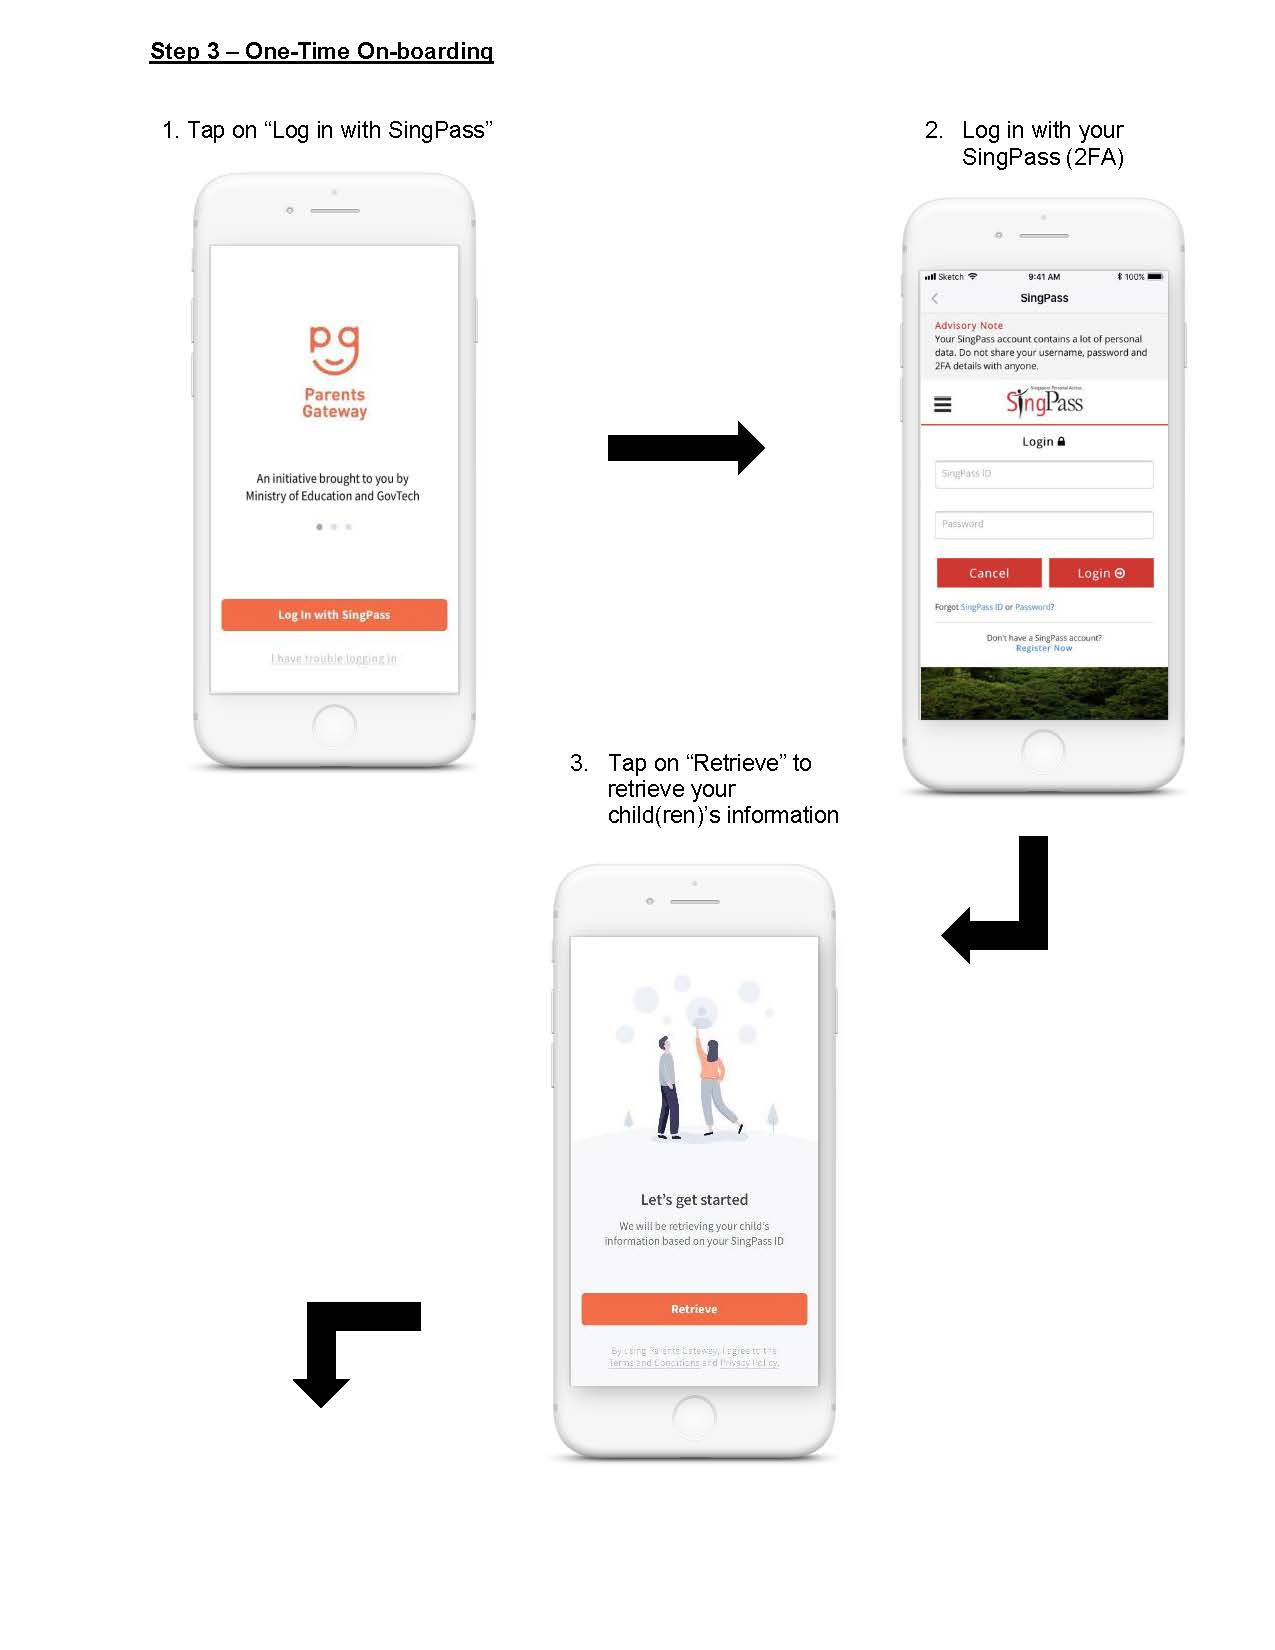 Step 3 – One-Time On-boarding
1. Tap on “Log in with SingPass”
pg
Parents
Gateway
An initiative brought to you by
Ministry of Education and GovTech
Log In with SingPass
I have trouble logging in
2. Log in with your
SingPass (2FA)
Sketch 9:41 AM 100%
SingPass
Advisory Note
Your SingPass account contains a lot of personal
data. Do not share your username, password and
2FA details with anyone.
Singapore Personal Access
SingPass
Login
SingPass ID
Password
Cancel Login
Forgot SingPass ID or Password?
Don't have a SingPass account?
Register Now
3. Tap on “Retrieve” to
retrieve your
child(ren)’s information
Let’s get started
We will be retrieving your child’s
information based on your SingPass ID
Retrieve
By using Parents Gateway, I agree to the
Terms and Conditions and Privacy Policy.